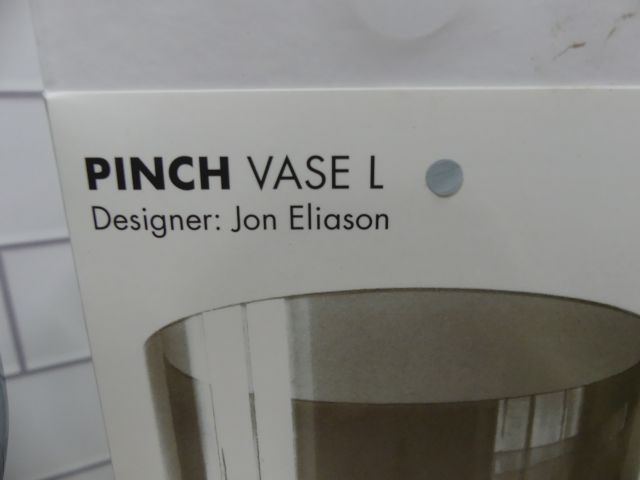 PINCH VASE L
Designer: Jon Eliason